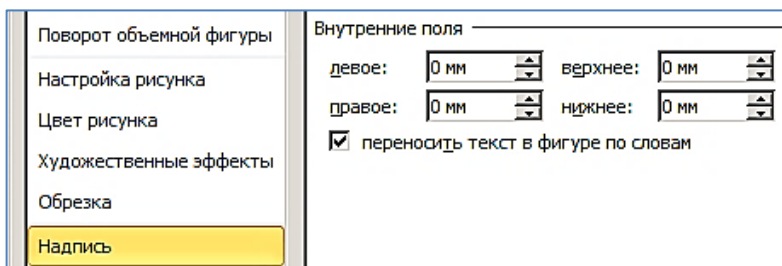 Поворот объемной фигуры
Настройка рисунка
Цвет рисунка
Художественные эффекты
Обрезка
Надпись
Внутренние поля
левое: 0 мм верхнее: 0 мм
правое: 0 мм нижнее: 0 мм
переносить текст в фигуре по словам